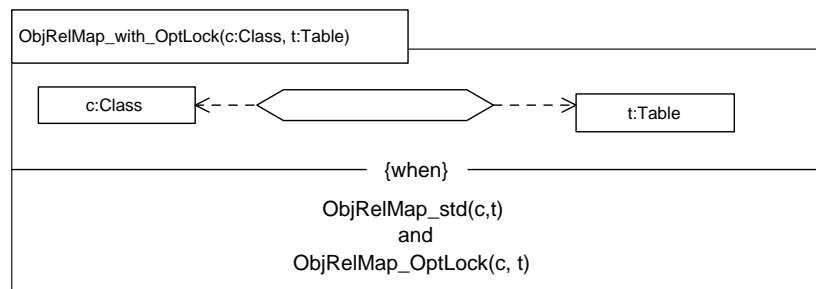 ObjRelMap_with_OptLock(c:Class, t:Table)
c:Class
t:Table
{when}
ObjRelMap_std(c,t)
and
ObjRelMap_OptLock(c, t)